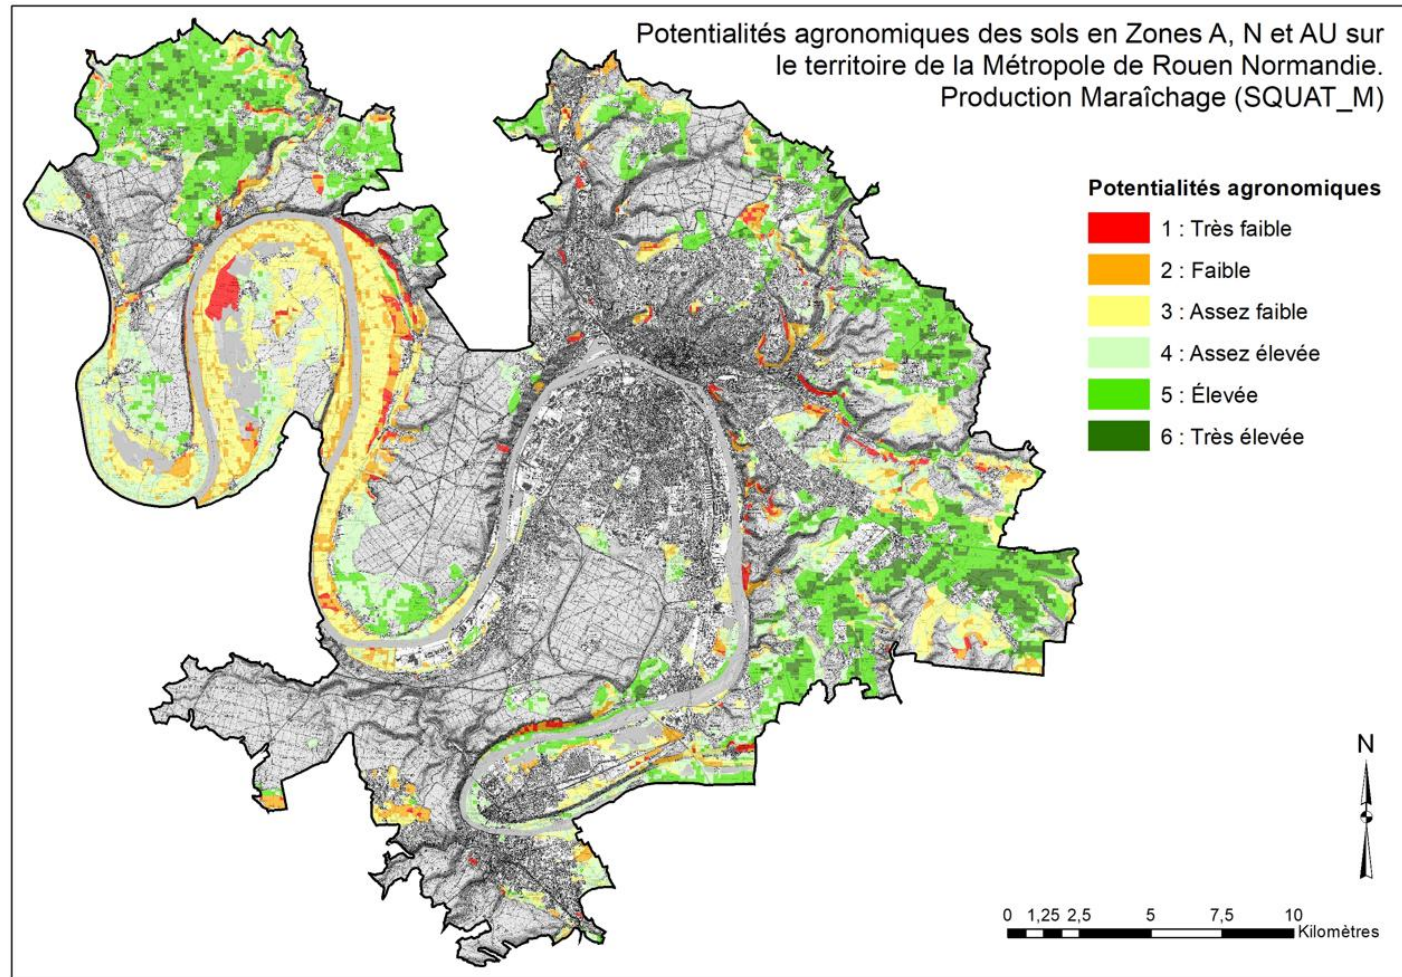 Potentialités agronomiques des sols en Zones A, N et AU sur
le territoire de la Métropole de Rouen Normandie.
Production Maraîchage (SQUAT_M)
Potentialités agronomiques
1 : Très faible
2 : Faible
3 : Assez faible
4 : Assez élevée
5 : Élevée
6 : Très élevée
N
0 1,25 2,5 5 7,5 10
Kilomètres